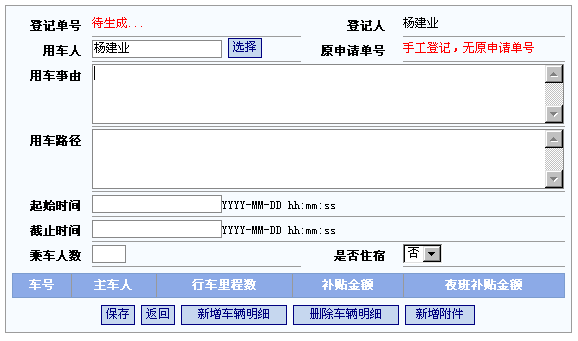 登记单号 待生成... 登记人 杨建业
用车人 杨建业 选择 原申请单号 手工登记，无原申请单号
用车事由
用车路径
起始时间 YYYY-MM-DD hh:mm:ss
截止时间 YYYY-MM-DD hh:mm:ss
乘车人数 是否住宿 否
车号 主车人 行车里程数 补贴金额 夜班补贴金额
保存 返回 新增车辆明细 删除车辆明细 新增附件